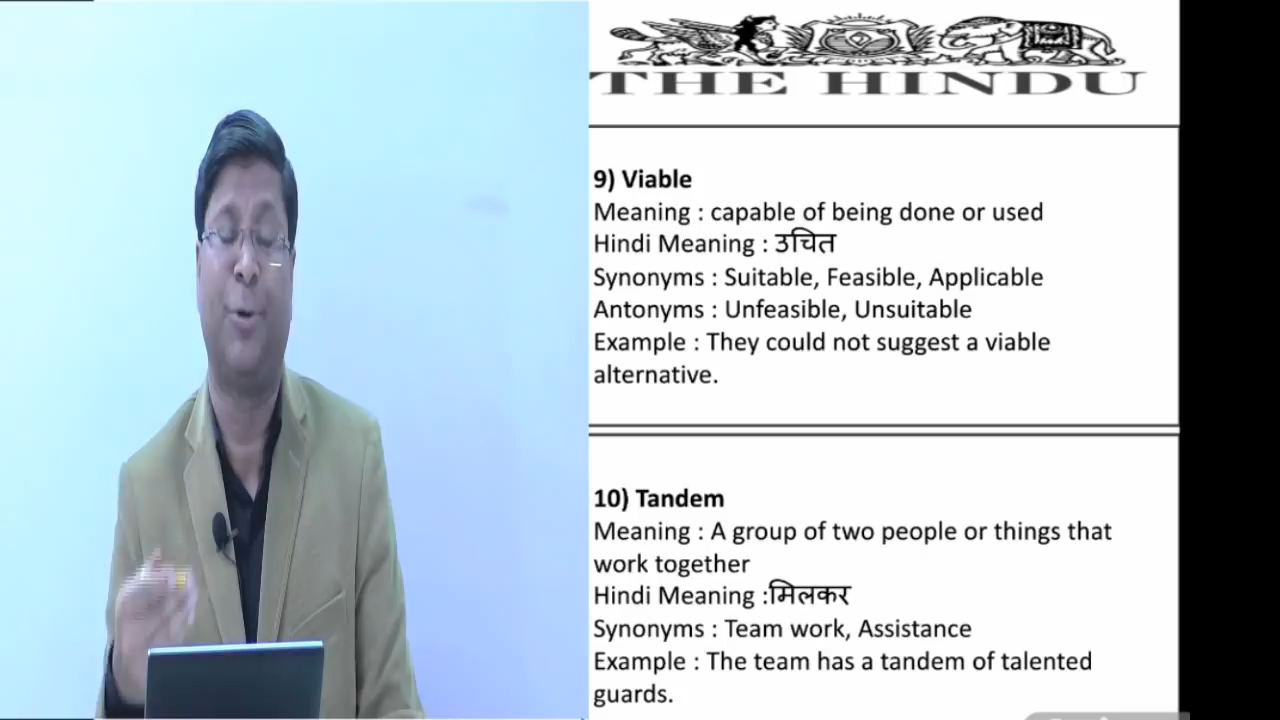 THE HINDU
9) Viable
Meaning : capable of being done or used
Hindi Meaning : उचित
Synonyms : Suitable, Feasible, Applicable
Antonyms : Unfeasible, Unsuitable
Example : They could not suggest a viable
alternative.
10) Tandem
Meaning : A group of two people or things that
work together
Hindi Meaning :मिलकर
Synonyms : Team work, Assistance
Example : The team has a tandem of talented
guards.